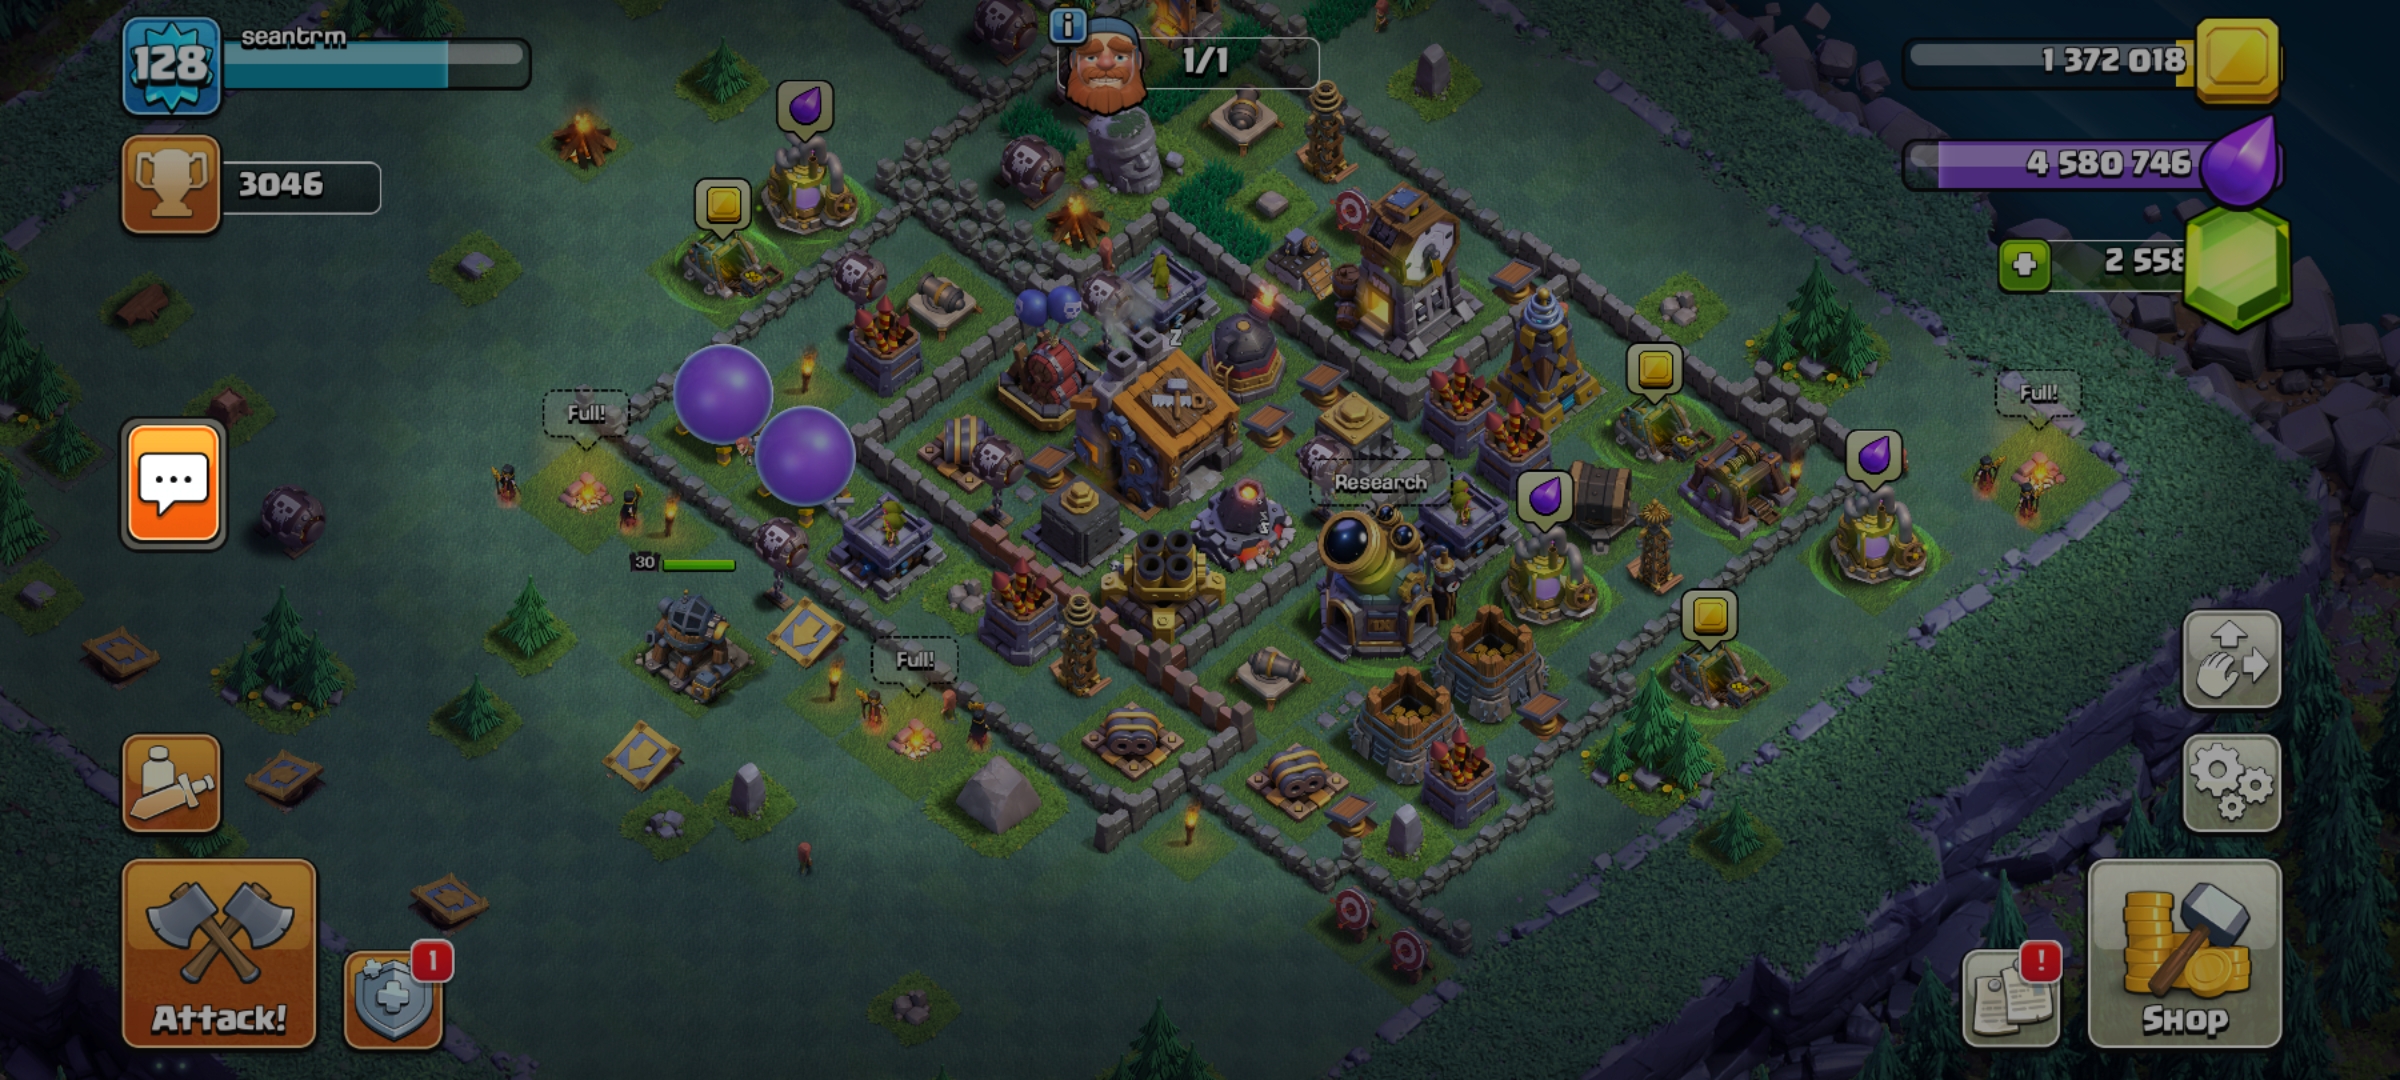 128
seantrm
1/1
1 372 018
3046
4 580 746
2 558
Full!
Full!
Research
30
Full!
Attack!
1
!
Shop